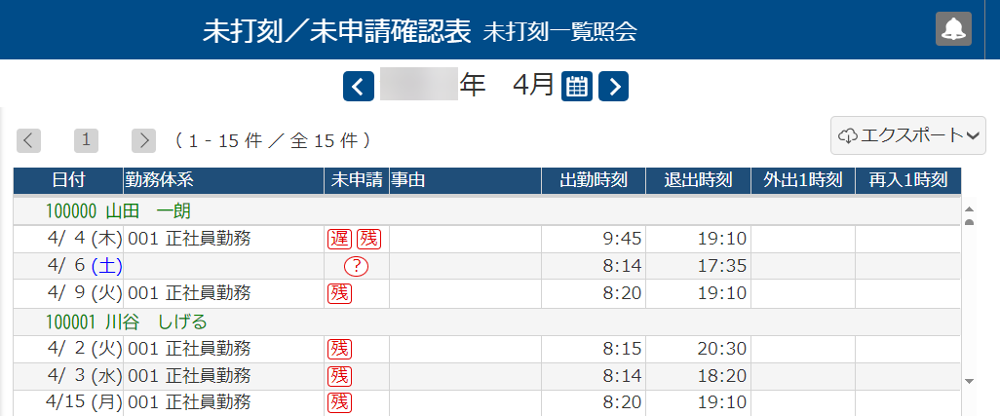 未打刻／未申請確認表 未打刻一覧照会
年 4月
1 （ 1 - 15 件 ／ 全 15 件 ） エクスポート
日付 勤務体系 未申請 事由 出勤時刻 退出時刻 外出1時刻 再入1時刻
100000 山田　一朗
4/ 4 (木) 001 正社員勤務 遅 残 9:45 19:10
4/ 6 (土) ? 8:14 17:35
4/ 9 (火) 001 正社員勤務 残 8:20 19:10
100001 川谷　しげる
4/ 2 (火) 001 正社員勤務 残 8:15 20:30
4/ 3 (水) 001 正社員勤務 残 8:14 18:20
4/15 (月) 001 正社員勤務 残 8:20 19:10